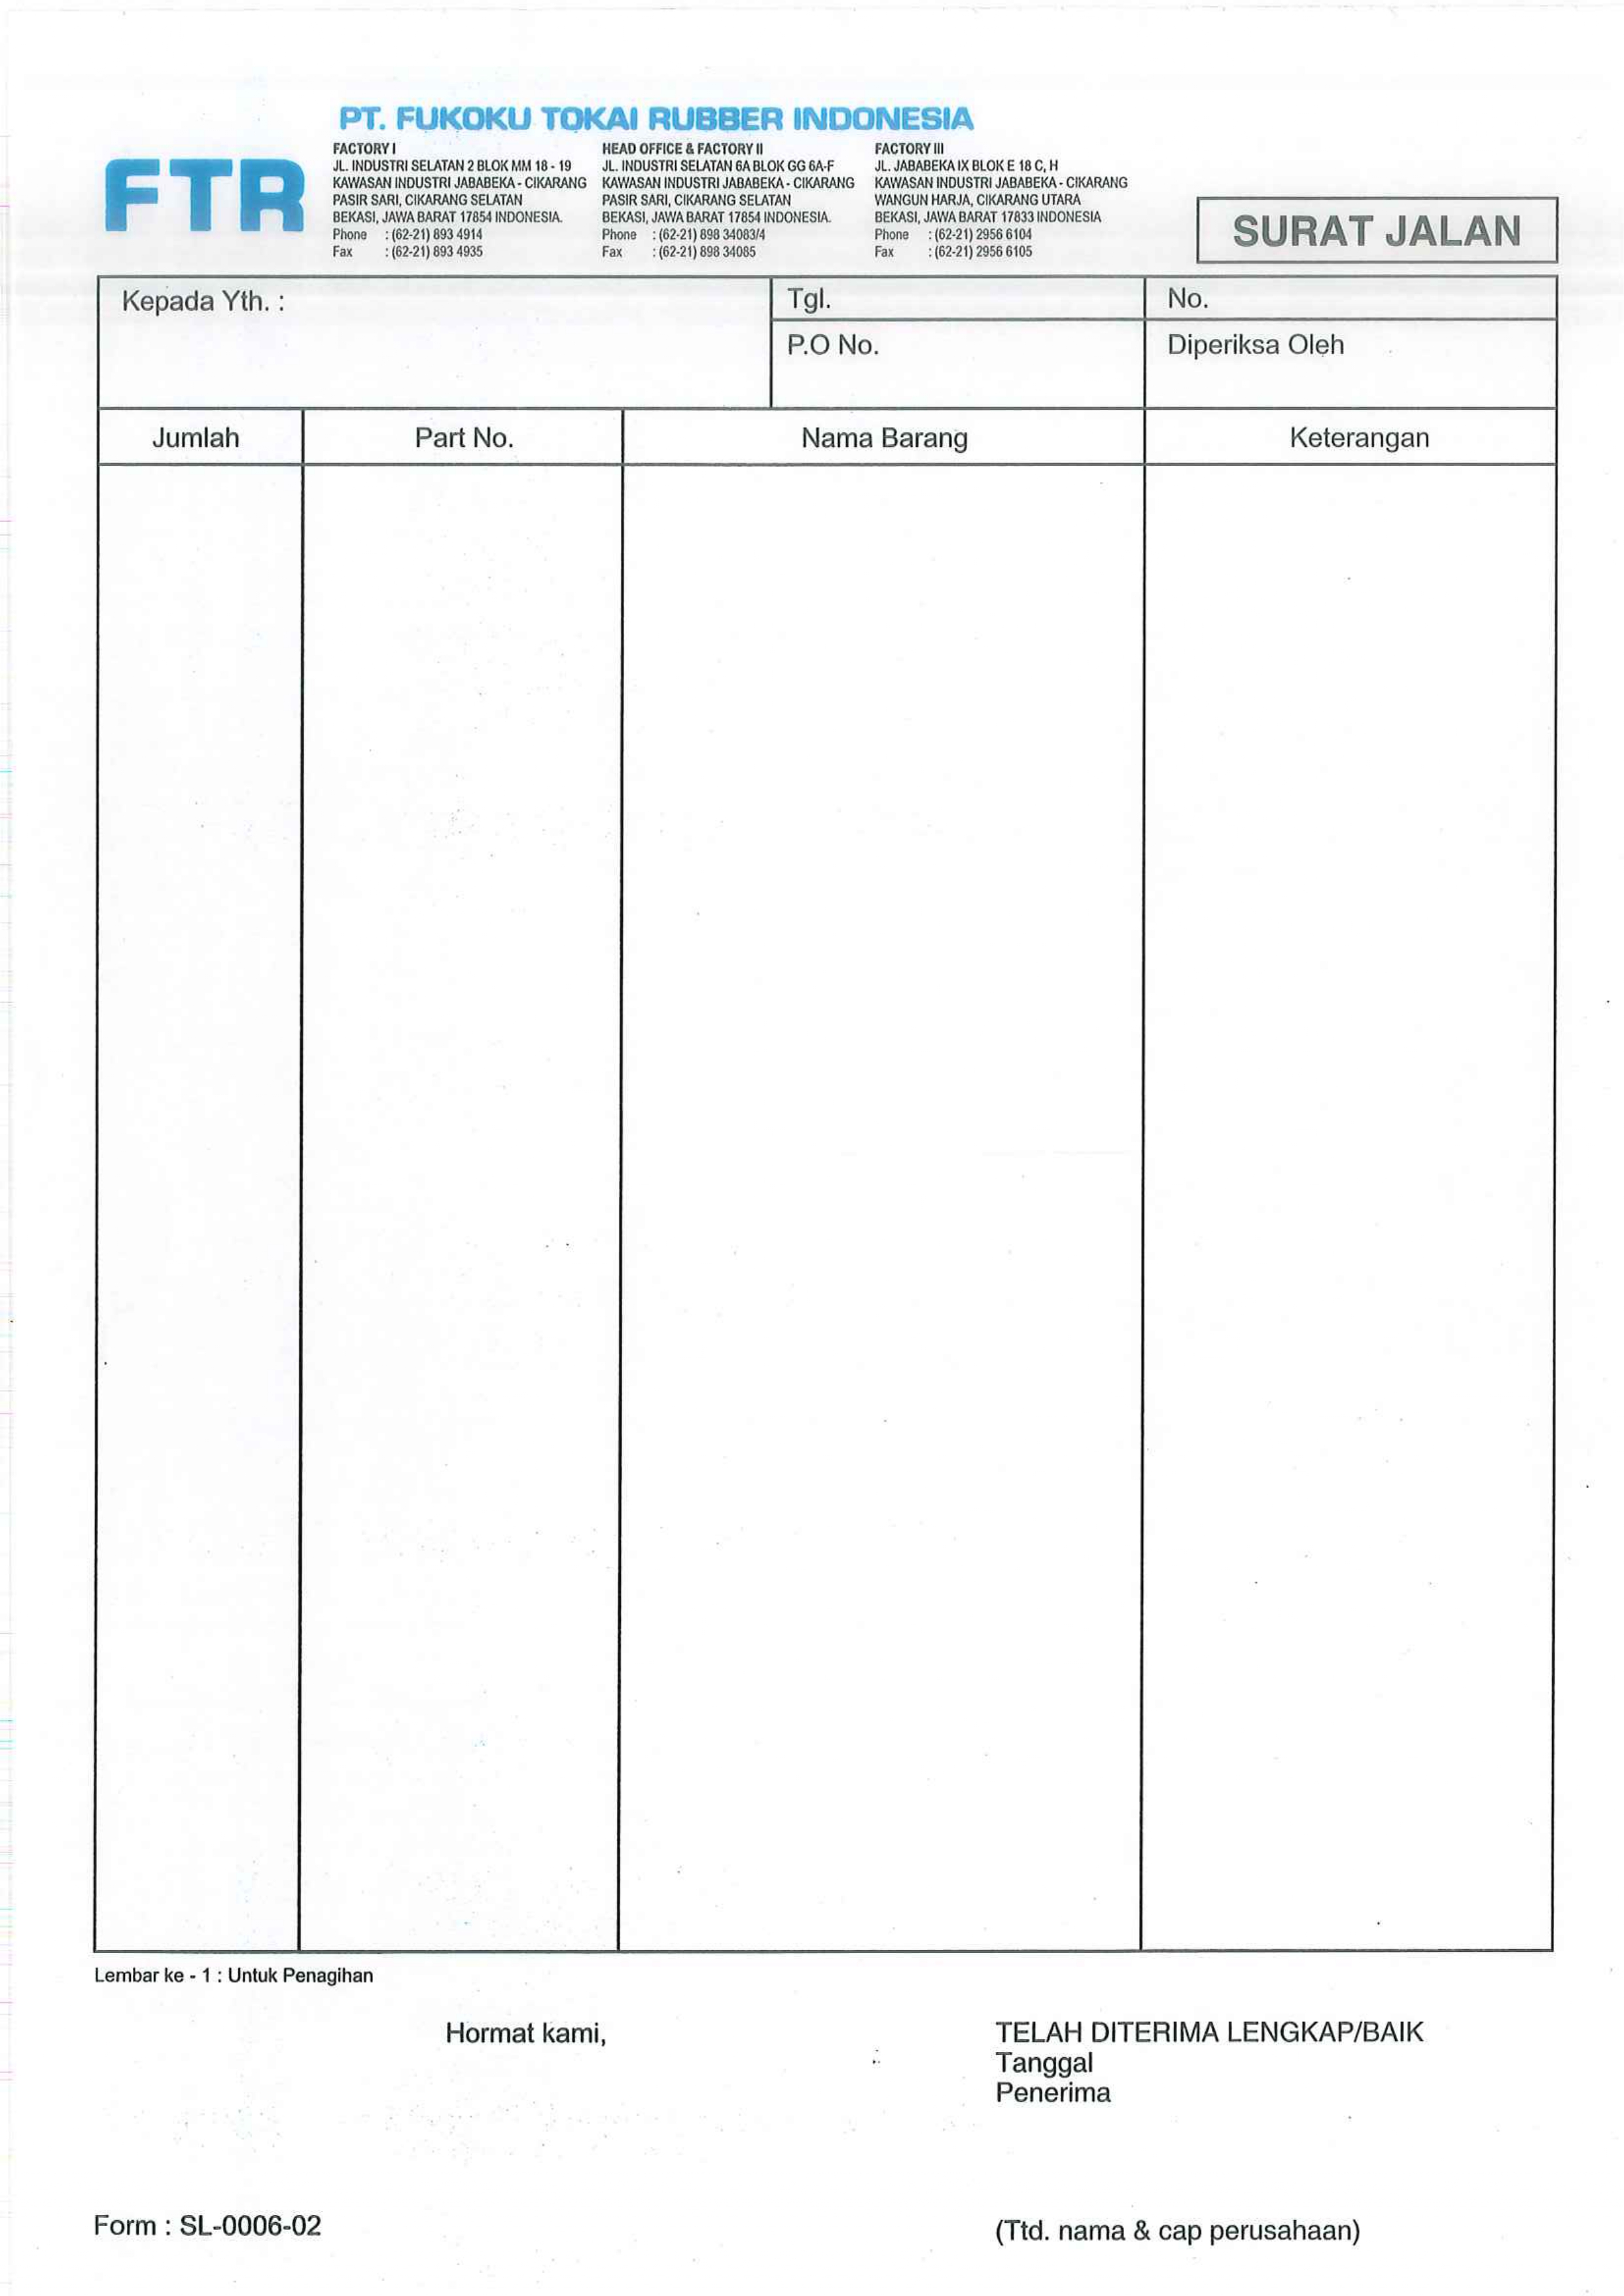 FTR
PT. FUKOKU TOKAI RUBBER INDONESIA
FACTORY I
JL. INDUSTRI SELATAN 2 BLOK MM 18 - 19
KAWASAN INDUSTRI JABABEKA - CIKARANG
PASIR SARI, CIKARANG SELATAN
BEKASI, JAWA BARAT 17854 INDONESIA.
Phone : (62-21) 893 4914
Fax : (62-21) 893 4935
HEAD OFFICE & FACTORY II
JL. INDUSTRI SELATAN 6A BLOK GG 6A-F
KAWASAN INDUSTRI JABABEKA - CIKARANG
PASIR SARI, CIKARANG SELATAN
BEKASI, JAWA BARAT 17854 INDONESIA.
Phone : (62-21) 898 34083/4
Fax : (62-21) 898 34085
FACTORY III
JL. JABABEKA IX BLOK E 18 C, H
KAWASAN INDUSTRI JABABEKA - CIKARANG
WANGUN HARJA, CIKARANG UTARA
BEKASI, JAWA BARAT 17833 INDONESIA
Phone : (62-21) 2956 6104
Fax : (62-21) 2956 6105
SURAT JALAN
Kepada Yth. :
Tgl.
No.
P.O No.
Diperiksa Oleh
Jumlah
Part No.
Nama Barang
Keterangan
Lembar ke - 1 : Untuk Penagihan
Hormat kami,
TELAH DITERIMA LENGKAP/BAIK
Tanggal
Penerima
Form : SL-0006-02
(Ttd. nama & cap perusahaan)